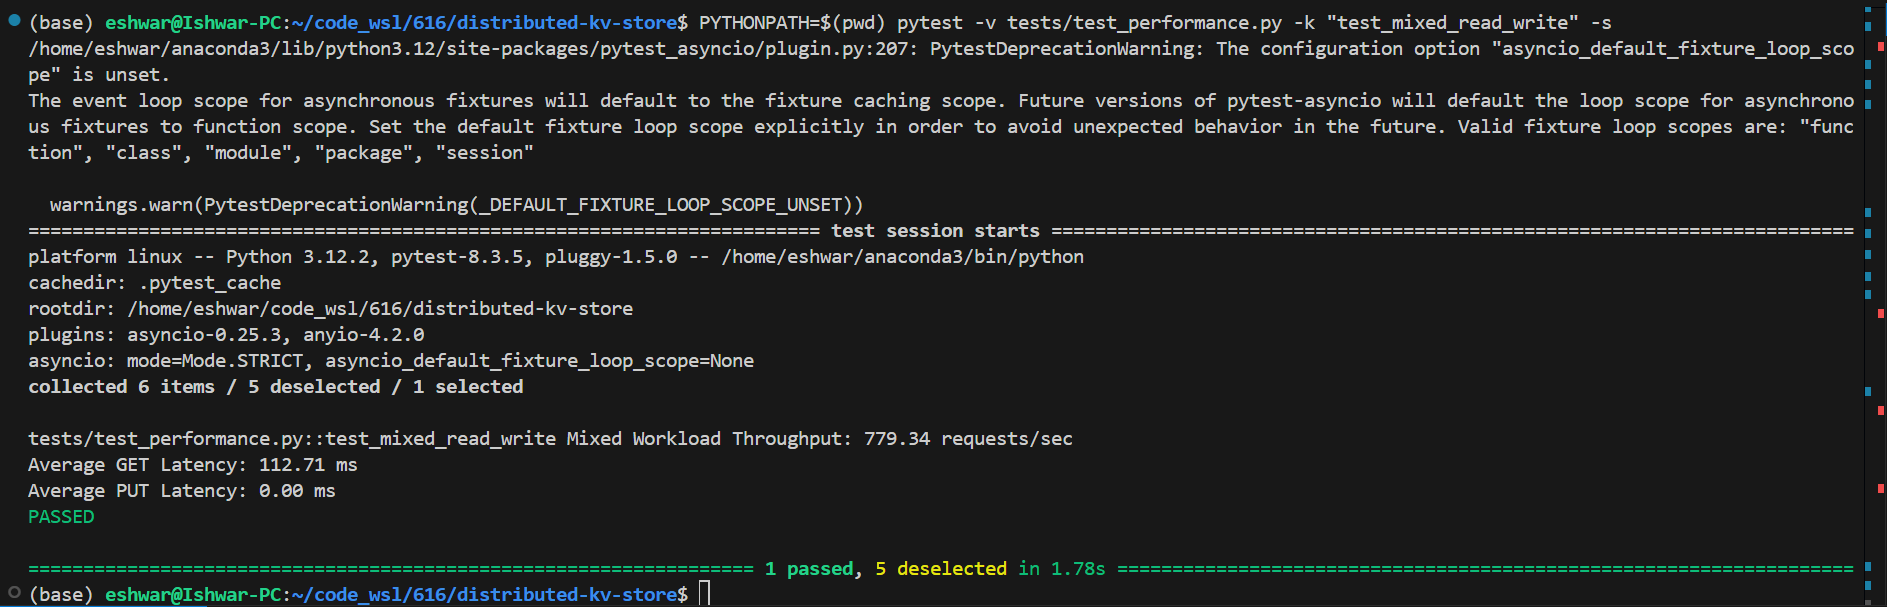 (base) eshwar@Ishwar-PC:~/code_wsl/616/distributed-kv-store$ PYTHONPATH=$(pwd) pytest -v tests/test_performance.py -k "test_mixed_read_write" -s
/home/eshwar/anaconda3/lib/python3.12/site-packages/pytest_asyncio/plugin.py:207: PytestDeprecationWarning: The configuration option "asyncio_default_fixture_loop_sco
pe" is unset.
The event loop scope for asynchronous fixtures will default to the fixture caching scope. Future versions of pytest-asyncio will default the loop scope for asynchrono
us fixtures to function scope. Set the default fixture loop scope explicitly in order to avoid unexpected behavior in the future. Valid fixture loop scopes are: "func
tion", "class", "module", "package", "session"
warnings.warn(PytestDeprecationWarning(_DEFAULT_FIXTURE_LOOP_SCOPE_UNSET))
======================================================================== test session starts =========================================================================
platform linux -- Python 3.12.2, pytest-8.3.5, pluggy-1.5.0 -- /home/eshwar/anaconda3/bin/python
cachedir: .pytest_cache
rootdir: /home/eshwar/code_wsl/616/distributed-kv-store
plugins: asyncio-0.25.3, anyio-4.2.0
asyncio: mode=Mode.STRICT, asyncio_default_fixture_loop_scope=None
collected 6 items / 5 deselected / 1 selected
tests/test_performance.py::test_mixed_read_write Mixed Workload Throughput: 779.34 requests/sec
Average GET Latency: 112.71 ms
Average PUT Latency: 0.00 ms
PASSED
================================================================== 1 passed, 5 deselected in 1.78s ===================================================================
(base) eshwar@Ishwar-PC:~/code_wsl/616/distributed-kv-store$